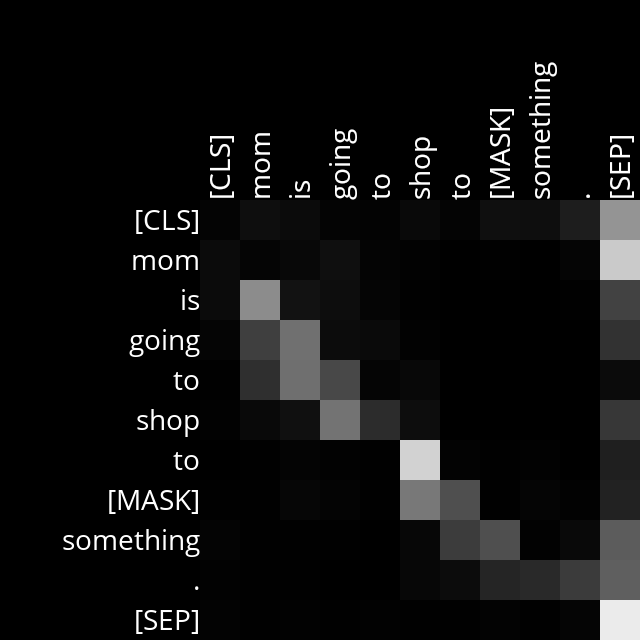 [CLS]
mom
is
going
to
shop
to
[MASK]
something
.
[SEP]
[CLS]
mom
is
going
to
shop
to
[MASK]
something
.
[SEP]